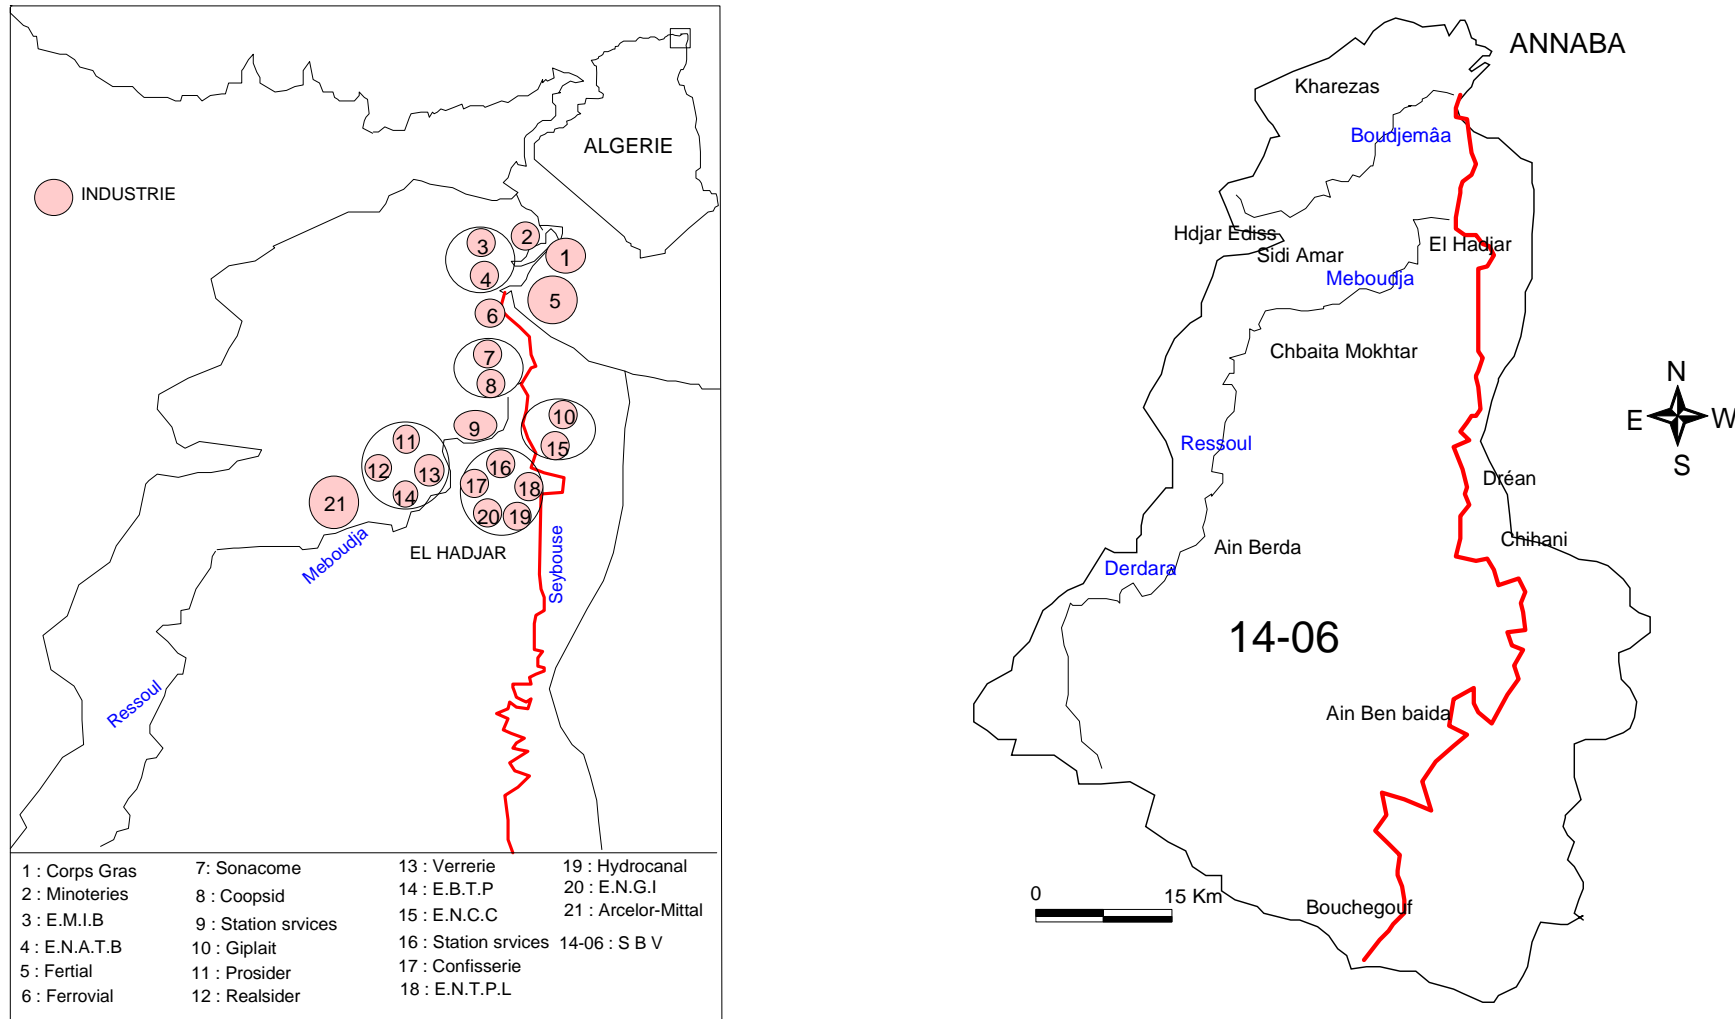 ALGERIE
INDUSTRIE
1
2
3
4
5
6
7
8
9
10
11
12
13
14
15
16
17
18
19
20
21
Meboudja
EL HADJAR
Seybouse
Ressoul
1 : Corps Gras
2 : Minoteries
3 : E.M.I.B
4 : E.N.A.T.B
5 : Fertial
6 : Ferrovial
7: Sonacome
8 : Coopsid
9 : Station srvices
10 : Giplait
11 : Prosider
12 : Realsider
13 : Verrerie
14 : E.B.T.P
15 : E.N.C.C
16 : Station srvices
17 : Confisserie
18 : E.N.T.P.L
19 : Hydrocanal
20 : E.N.G.I
21 : Arcelor-Mittal
14-06 : S B V
ANNABA
Kharezas
Boudjemâa
Hdjar Ediss
Sidi Amar
El Hadjar
Meboudja
Chbaita Mokhtar
Ressoul
Dréan
Chihani
Ain Berda
Derdara
14-06
Ain Ben baida
Bouchegouf
N
E
W
S
0
15 Km